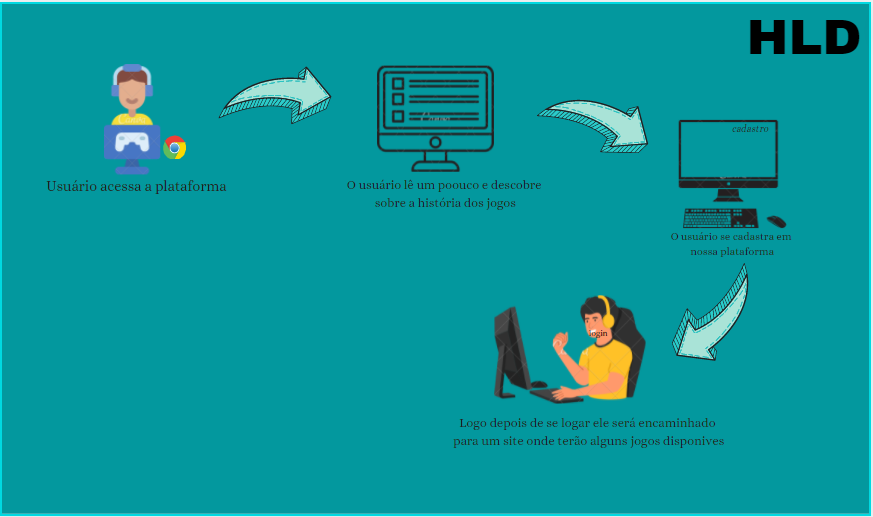 HLD
cadastro
Usuário acessa a plataforma
O usuário lê um poouco e descobre
sobre a história dos jogos
O usuário se cadastra em
nossa plataforma
login
Logo depois de se logar ele será encaminhado
para um site onde terão alguns jogos disponives